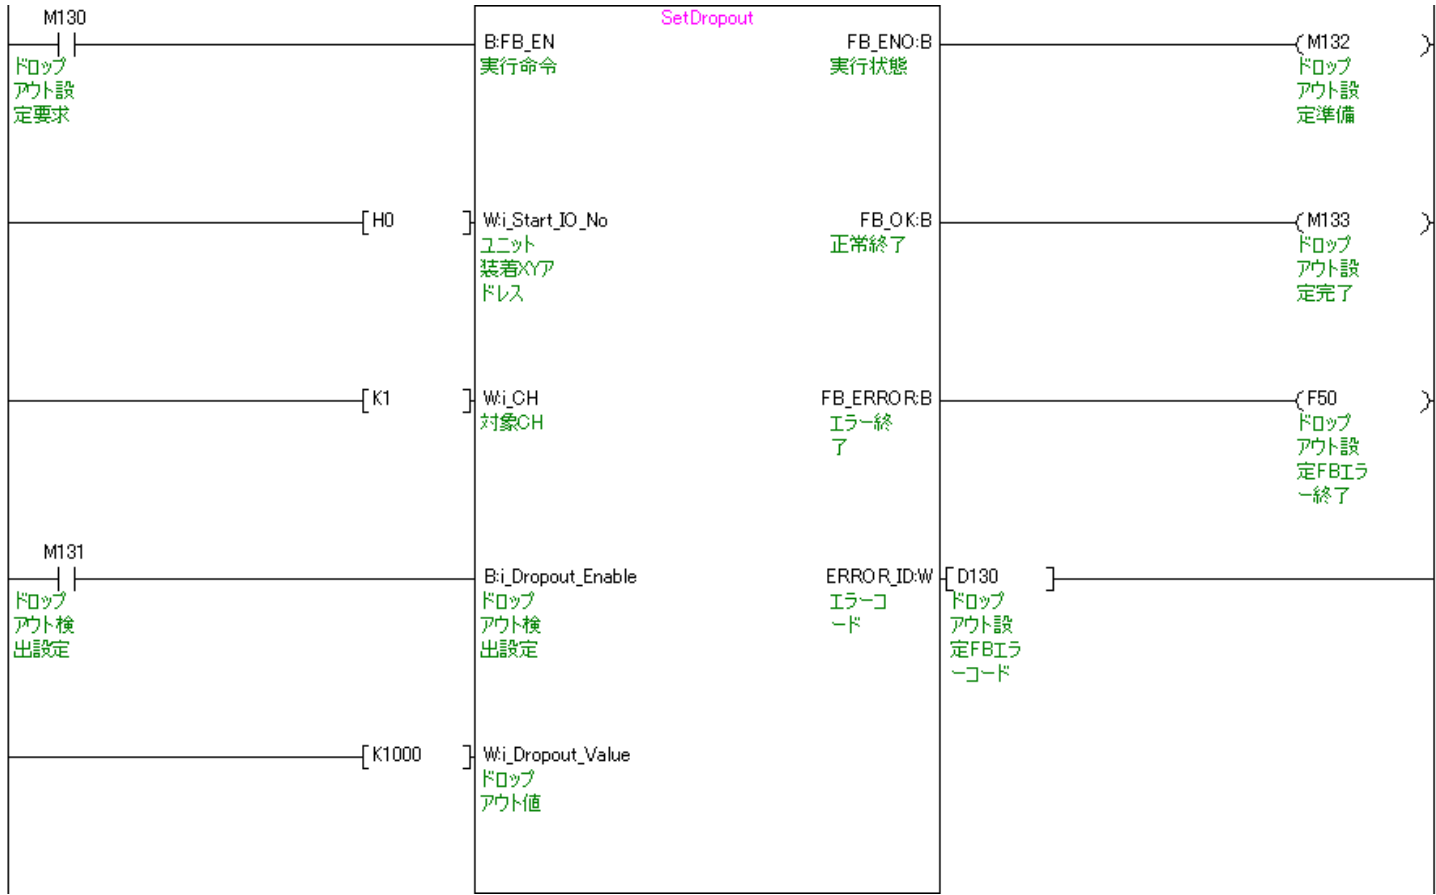 M130
SetDropout
B:FB_EN
FB_ENO:B
M132
ドロップ
アウト設
定要求
実行命令
実行状態
ドロップ
アウト設
定準備
H0
W:i_Start_IO_No
FB_OK:B
M133
ユニット
装着XYア
ドレス
正常終了
ドロップ
アウト設
定完了
K1
W:i_CH
FB_ERROR:B
F50
対象CH
エラー終
了
ドロップ
アウト設
定FBエラ
ー終了
M131
B:i_Dropout_Enable
ERROR_ID:W
D130
ドロップ
アウト検
出設定
ドロップ
アウト検
出設定
エラーコ
ード
ドロップ
アウト設
定FBエラ
ーコード
K1000
W:i_Dropout_Value
ドロップ
アウト値